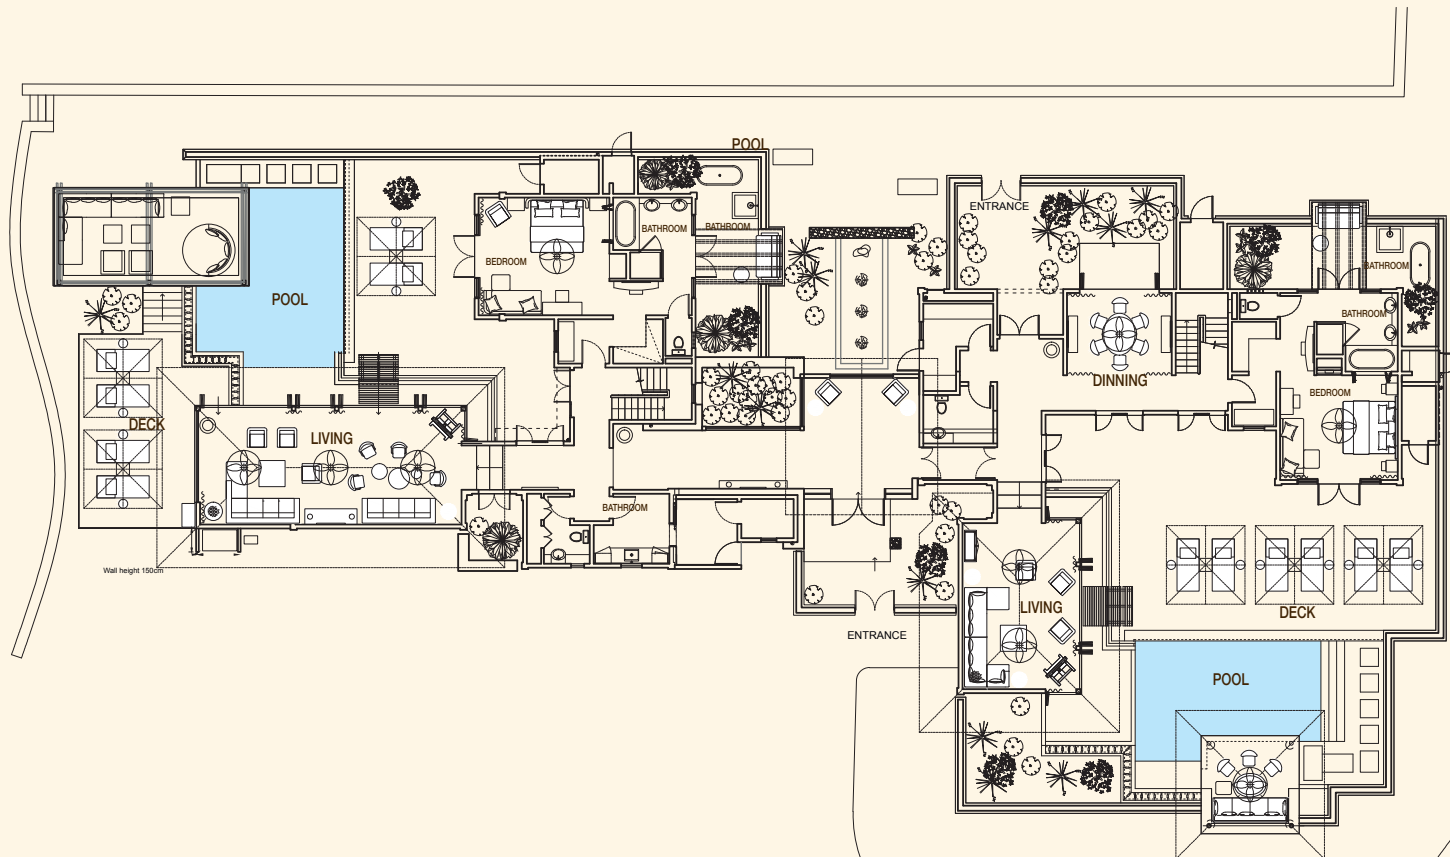 POOL
ENTRANCE
BATHROOM
BATHROOM
BEDROOM
BATHROOM
POOL
BATHROOM
DINNING
BEDROOM
DECK
LIVING
BATHROOM
Wall height 150cm
LIVING
DECK
ENTRANCE
POOL